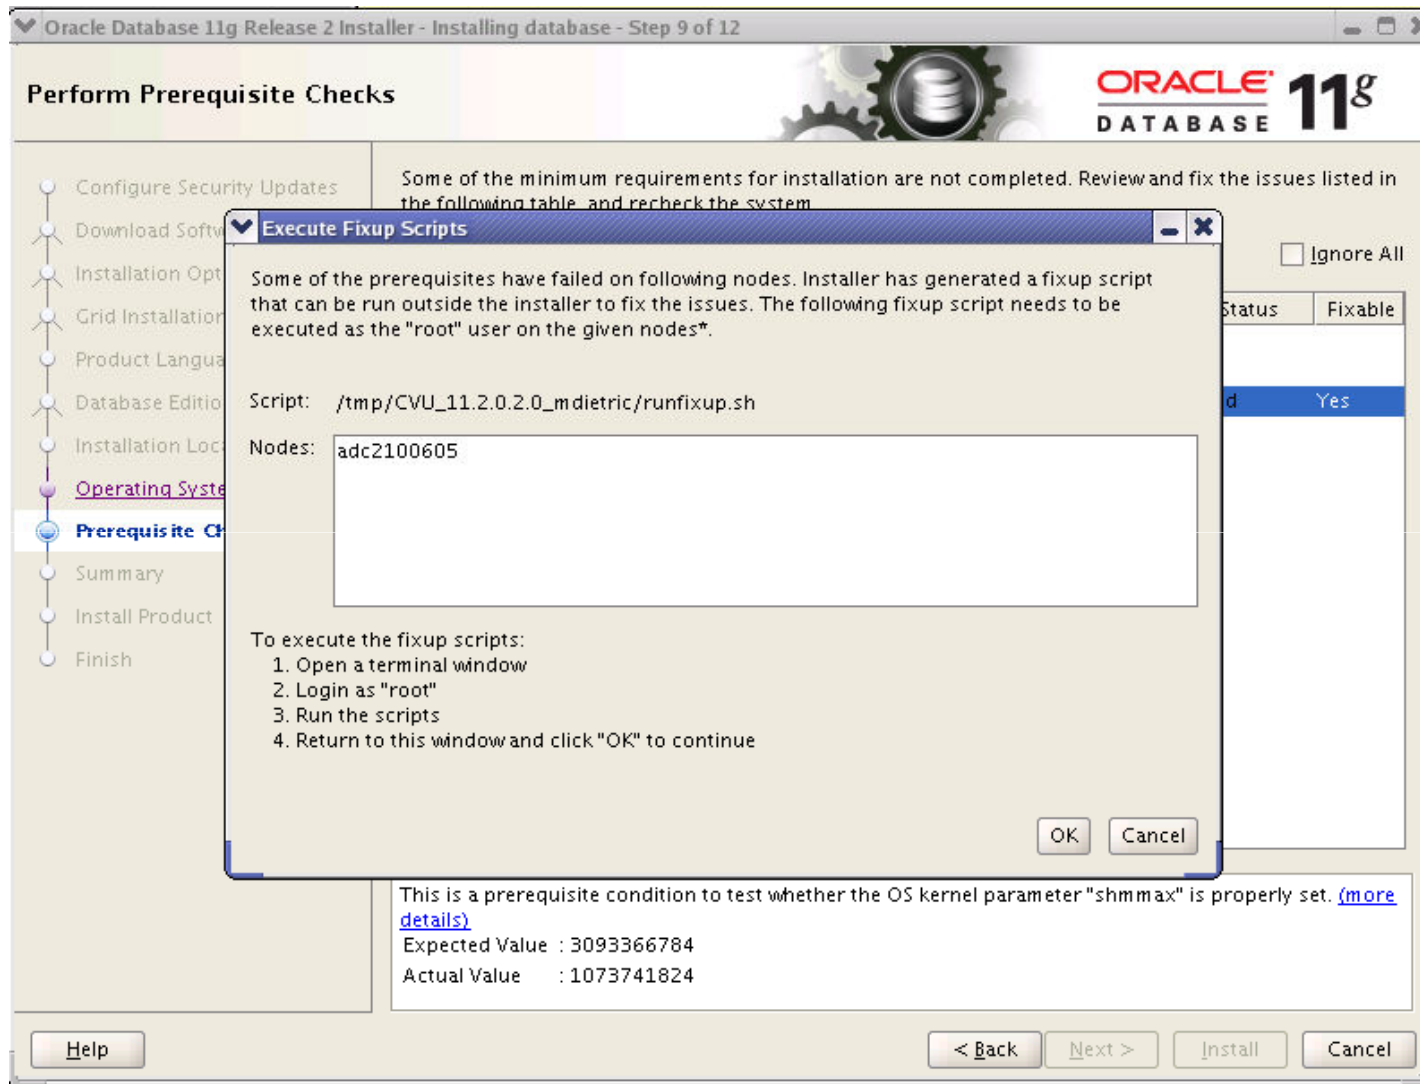 Oracle Database 11g Release 2 Installer - Installing database - Step 9 of 12
Perform Prerequisite Checks
ORACLE
DATABASE
11g
Configure Security Updates
Download Softw
Installation Opt
Grid Installation
Product Langua
Database Editio
Installation Loc
Operating Syste
Prerequisite Ch
Summary
Install Product
Finish
Some of the minimum requirements for installation are not completed. Review and fix the issues listed in
the following table, and recheck the system
Ignore All
Status Fixable
d Yes
Execute Fixup Scripts
Some of the prerequisites have failed on following nodes. Installer has generated a fixup script
that can be run outside the installer to fix the issues. The following fixup script needs to be
executed as the "root" user on the given nodes*.
Script: /tmp/CVU_11.2.0.2.0_mdietric/runfixup.sh
Nodes: adc2100605
To execute the fixup scripts:
1. Open a terminal window
2. Login as "root"
3. Run the scripts
4. Return to this window and click "OK" to continue
OK Cancel
This is a prerequisite condition to test whether the OS kernel parameter "shmmax" is properly set. (more
details)
Expected Value : 3093366784
Actual Value : 1073741824
Help < Back Next > Install Cancel